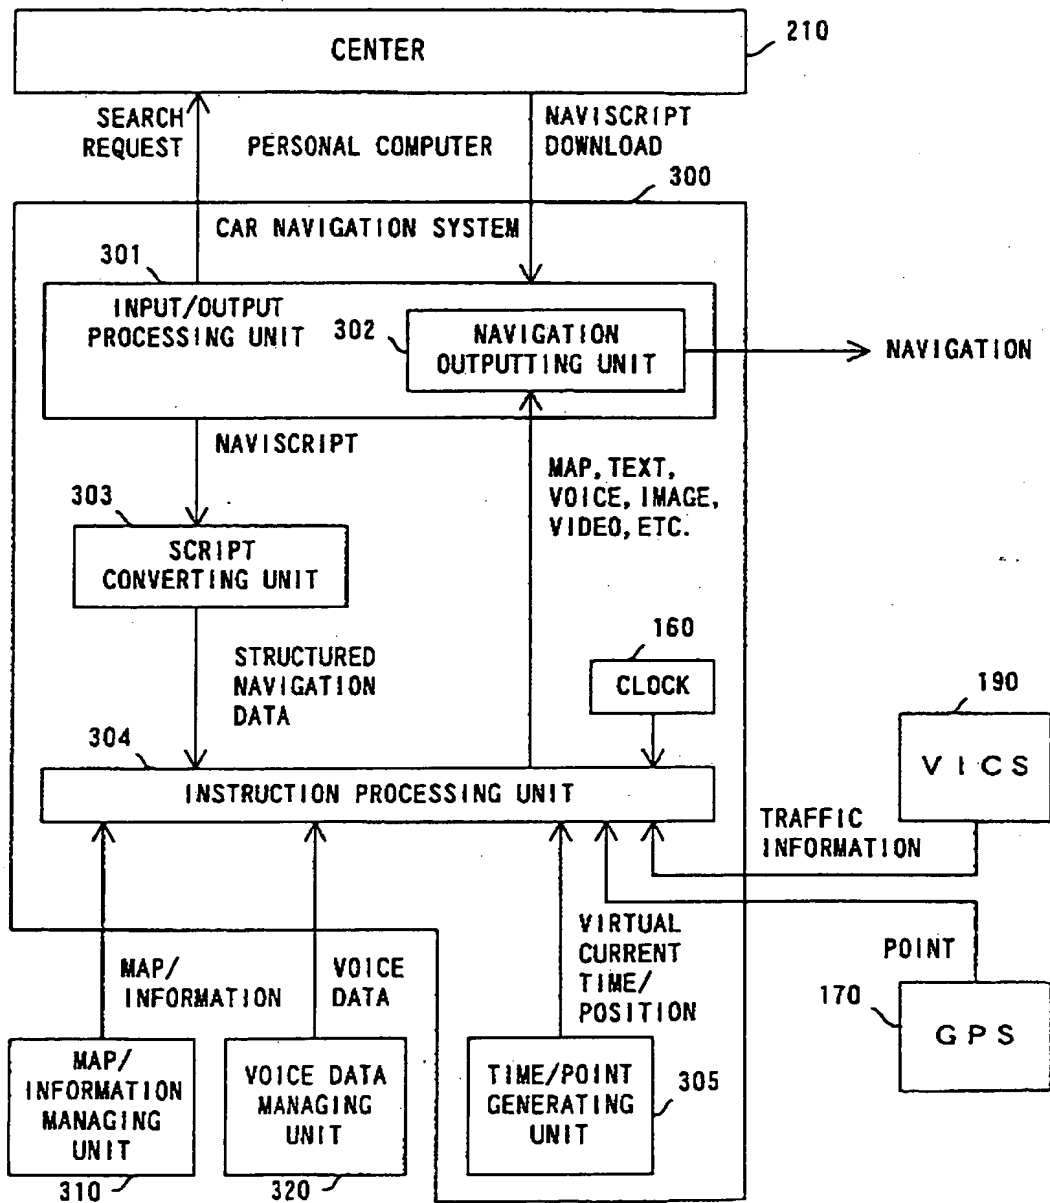 CENTER
210
SEARCH
REQUEST
PERSONAL COMPUTER
NAVISCRIPT
DOWNLOAD
300
CAR NAVIGATION SYSTEM
301
INPUT/OUTPUT
PROCESSING UNIT
302
NAVIGATION
OUTPUTTING UNIT
NAVIGATION
NAVISCRIPT
MAP, TEXT,
VOICE, IMAGE,
VIDEO, ETC.
303
SCRIPT
CONVERTING UNIT
STRUCTURED
NAVIGATION
DATA
160
CLOCK
190
VICS
304
INSTRUCTION PROCESSING UNIT
TRAFFIC
INFORMATION
MAP/
INFORMATION
VOICE
DATA
VIRTUAL
CURRENT
TIME/
POSITION
POINT
170
GPS
MAP/
INFORMATION
MANAGING
UNIT
310
VOICE DATA
MANAGING
UNIT
320
TIME/POINT
GENERATING
UNIT
305